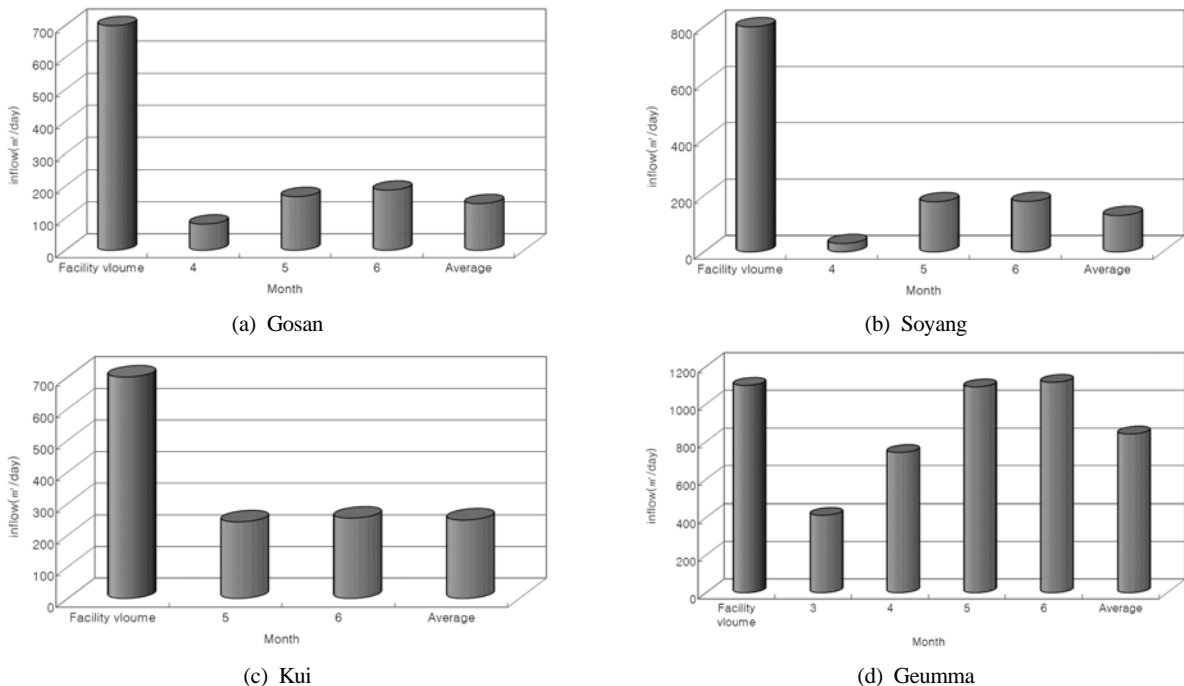 700
600
500
400
300
200
100
0
inflow(㎥/day)
Facility vloume 4 5 6 Average
Month
(a) Gosan
800
600
400
200
0
inflow(㎥/day)
Facility vloume 4 5 6 Average
Month
(b) Soyang
700
600
500
400
300
200
100
0
inflow(㎥/day)
Facility vloume 5 6 Average
Month
(c) Kui
1200
1000
800
600
400
200
0
inflow(㎥/day)
Facility 3 4 5 6 Average
vloume
Month
(d) Geumma